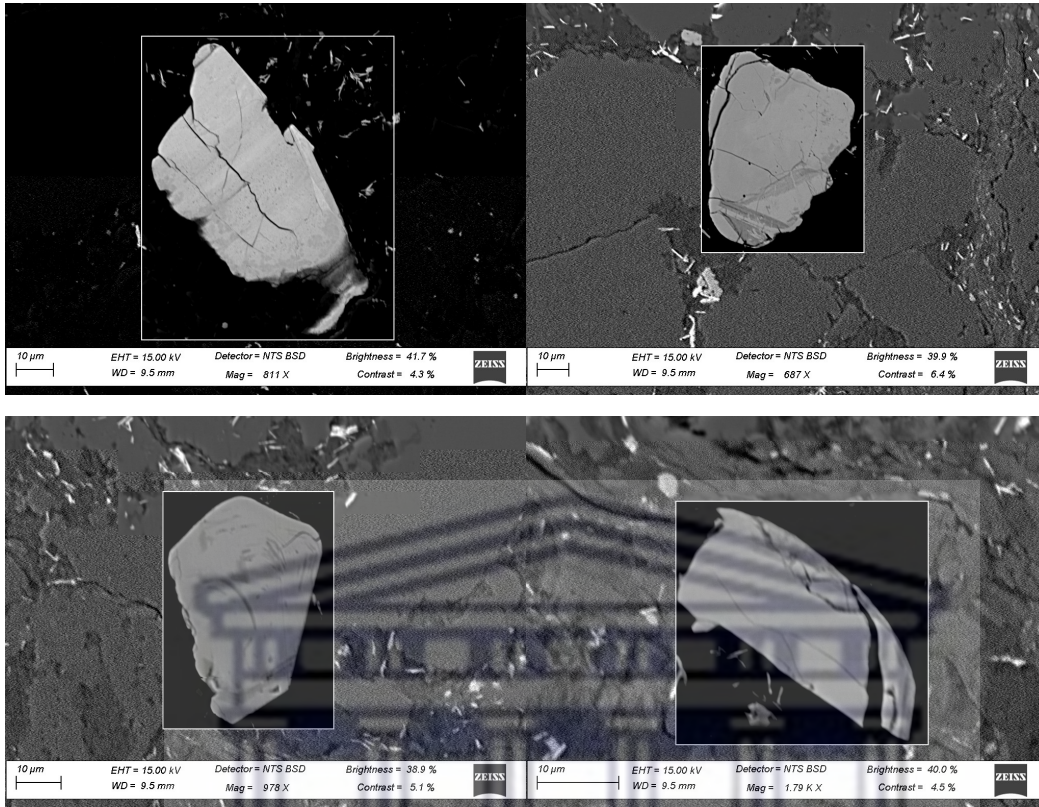 10 µm EHT = 15.00 kV Detector = NTS BSD Brightness = 41.7 % ZEISS
WD = 9.5 mm Mag = 811 X Contrast = 4.3 %
10 µm EHT = 15.00 kV Detector = NTS BSD Brightness = 39.9 % ZEISS
WD = 9.5 mm Mag = 687 X Contrast = 6.4 %
10 µm EHT = 15.00 kV Detector = NTS BSD Brightness = 38.9 % ZEISS
WD = 9.5 mm Mag = 978 X Contrast = 5.1 %
10 µm EHT = 15.00 kV Detector = NTS BSD Brightness = 40.0 % ZEISS
WD = 9.5 mm Mag = 1.79 K X Contrast = 4.5 %